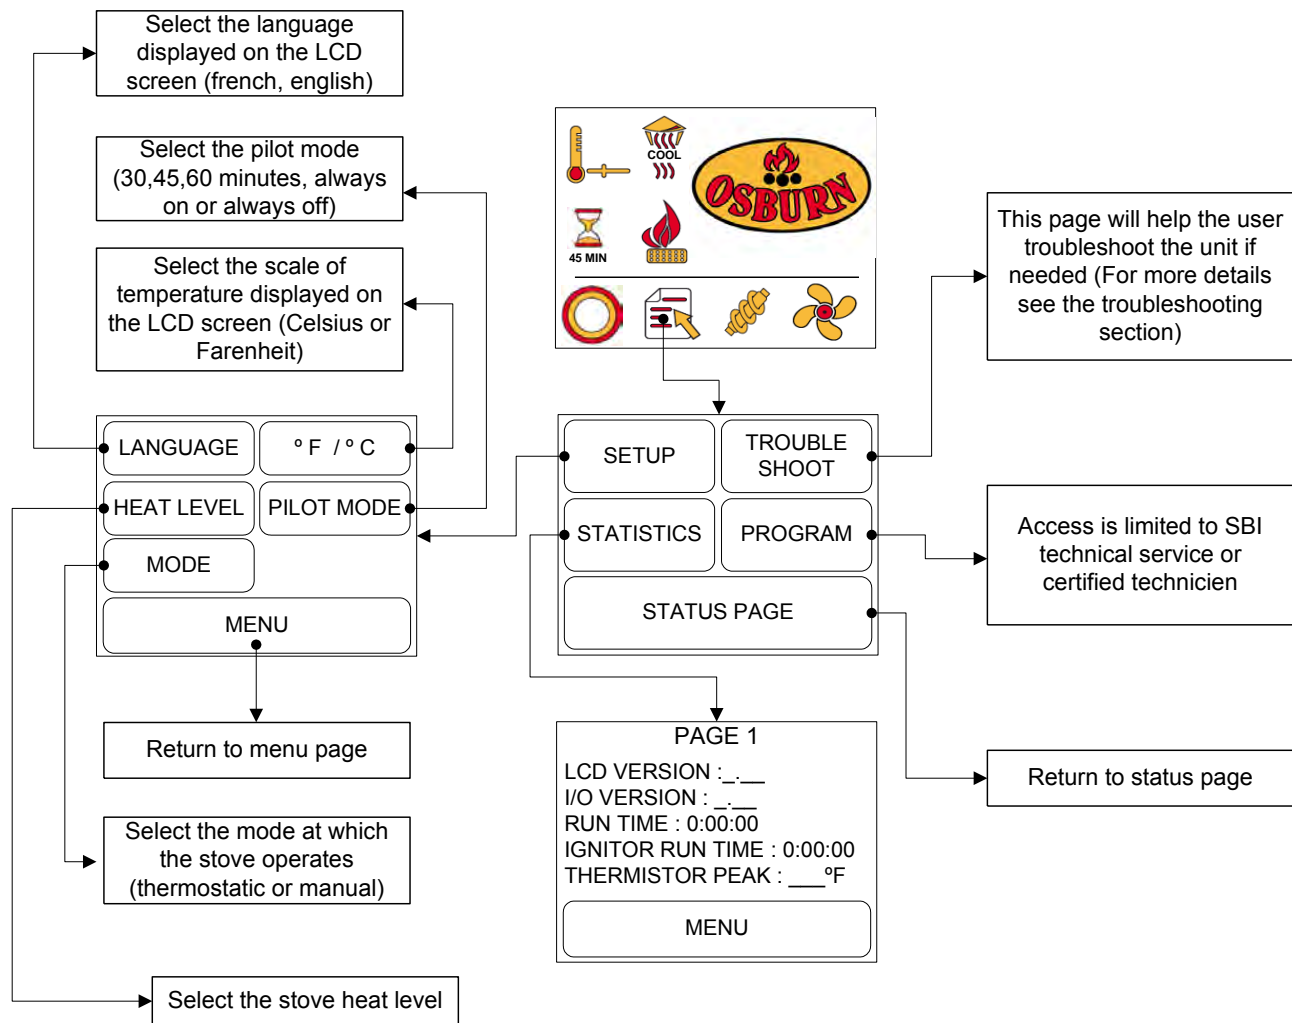 Select the language
displayed on the LCD
screen (french, english)
Select the pilot mode
(30,45,60 minutes, always
on or always off)
Select the scale of
temperature displayed on
the LCD screen (Celsius or
Farenheit)
COOL
OSBURN
45 MIN
This page will help the user
troubleshoot the unit if
needed (For more details
see the troubleshooting
section)
LANGUAGE
º F / º C
HEAT LEVEL
PILOT MODE
MODE
MENU
SETUP
TROUBLE
SHOOT
STATISTICS
PROGRAM
STATUS PAGE
Access is limited to SBI
technical service or
certified technicien
Return to menu page
Select the mode at which
the stove operates
(thermostatic or manual)
Select the stove heat level
PAGE 1
LCD VERSION :_.__
I/O VERSION : _.__
RUN TIME : 0:00:00
IGNITOR RUN TIME : 0:00:00
THERMISTOR PEAK : ___ºF
MENU
Return to status page